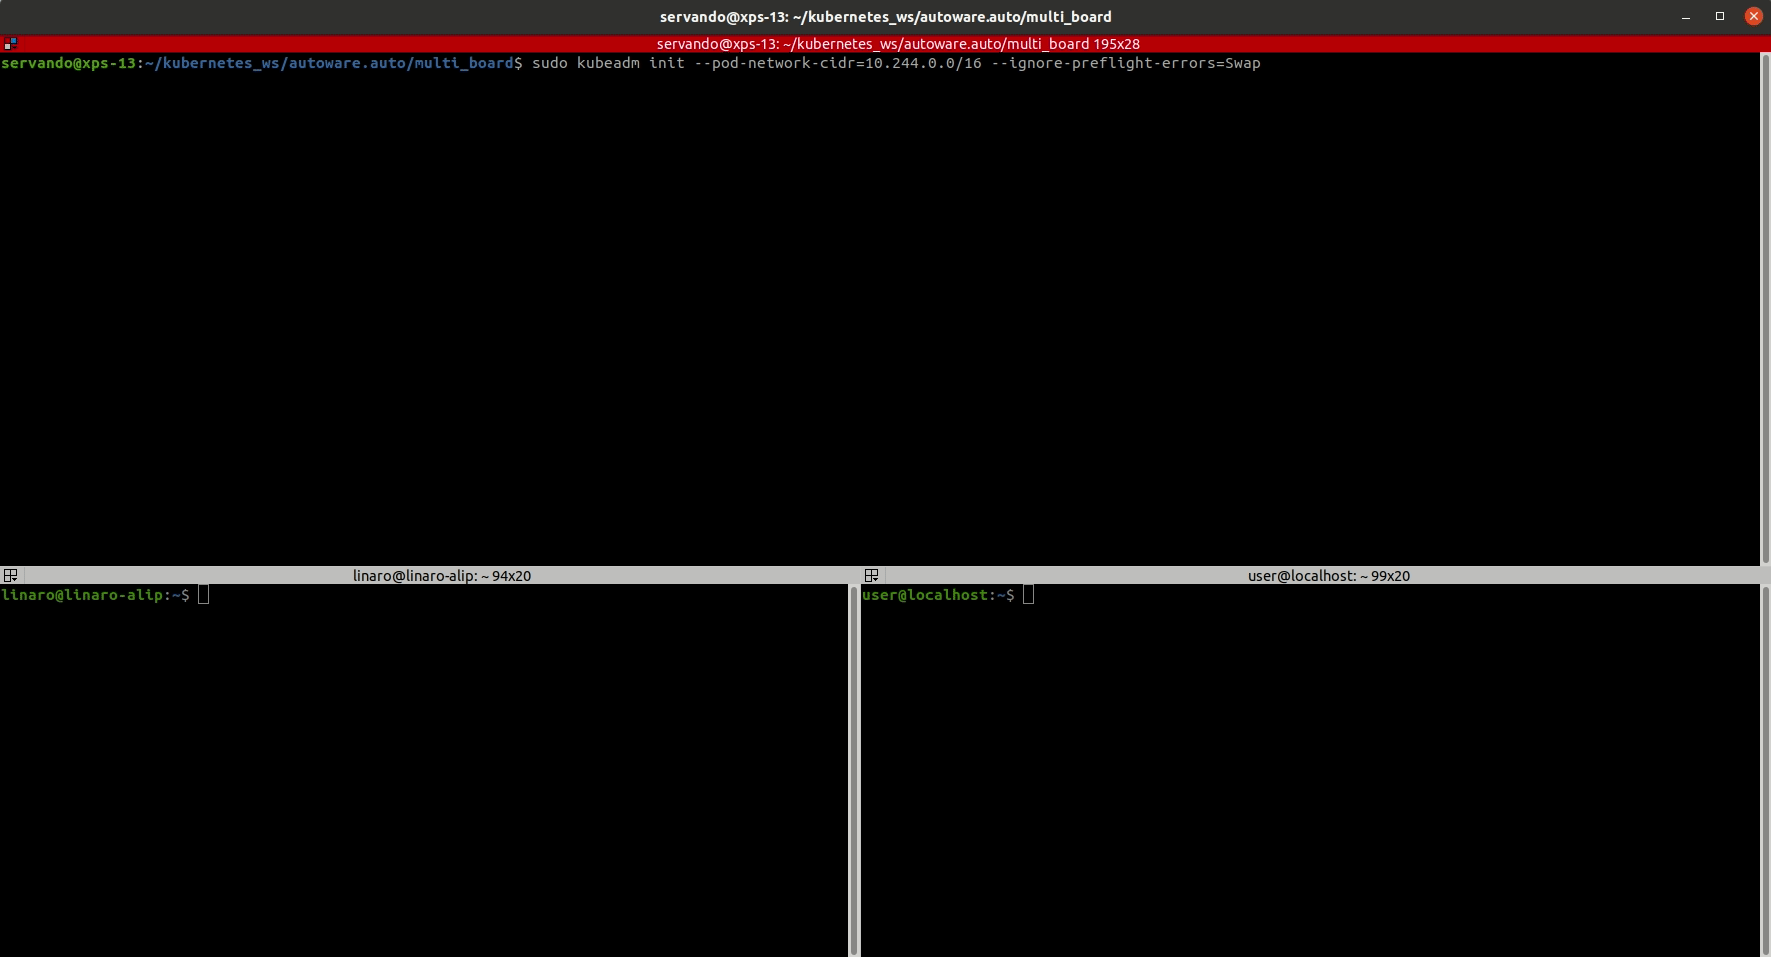 servando@xps-13: ~/kubernetes_ws/autoware.auto/multi_board
servando@xps-13: ~/kubernetes_ws/autoware.auto/multi_board 195x28
servando@xps-13:~/kubernetes_ws/autoware.auto/multi_board$ sudo kubeadm init --pod-network-cidr=10.244.0.0/16 --ignore-preflight-errors=Swap
linaro@linaro-alip: ~ 94x20
linaro@linaro-alip:~$
user@localhost: ~ 99x20
user@localhost:~$